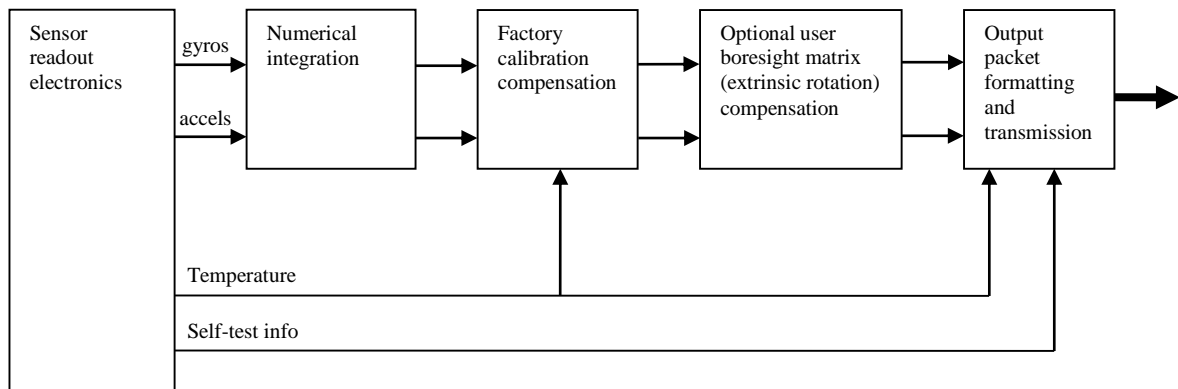 Sensor
readout
electronics
gyros
accels
Numerical
integration
Factory
calibration
compensation
Optional user
boresight matrix
(extrinsic rotation)
compensation
Output
packet
formatting
and
transmission
Temperature
Self-test info